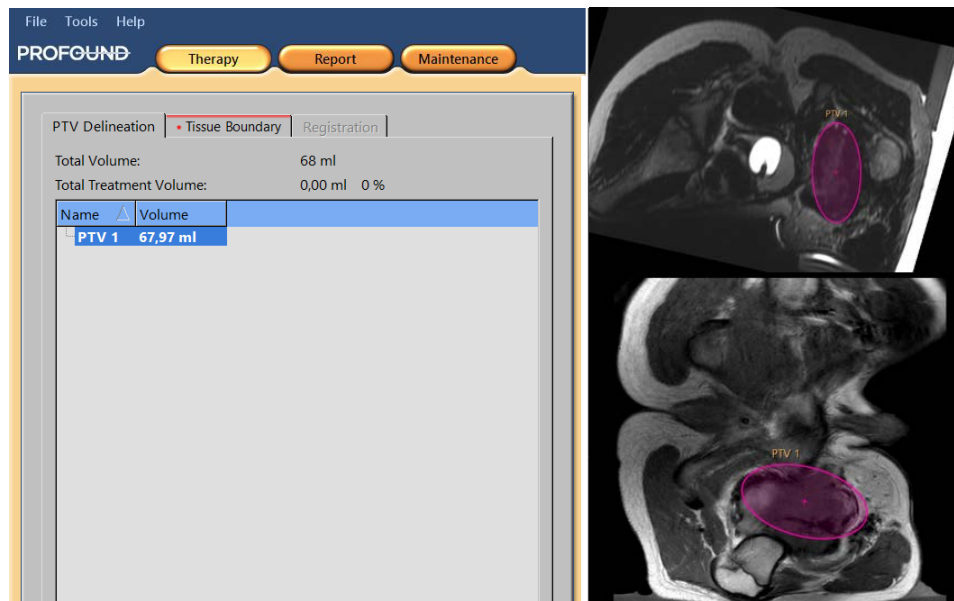 File Tools Help
PROFOUND Therapy Report Maintenance
PTV Delineation • Tissue Boundary Registration
Total Volume: 68 ml
Total Treatment Volume: 0,00 ml 0 %
Name Volume
PTV 1 67,97 ml
PTV 1
PTV 1